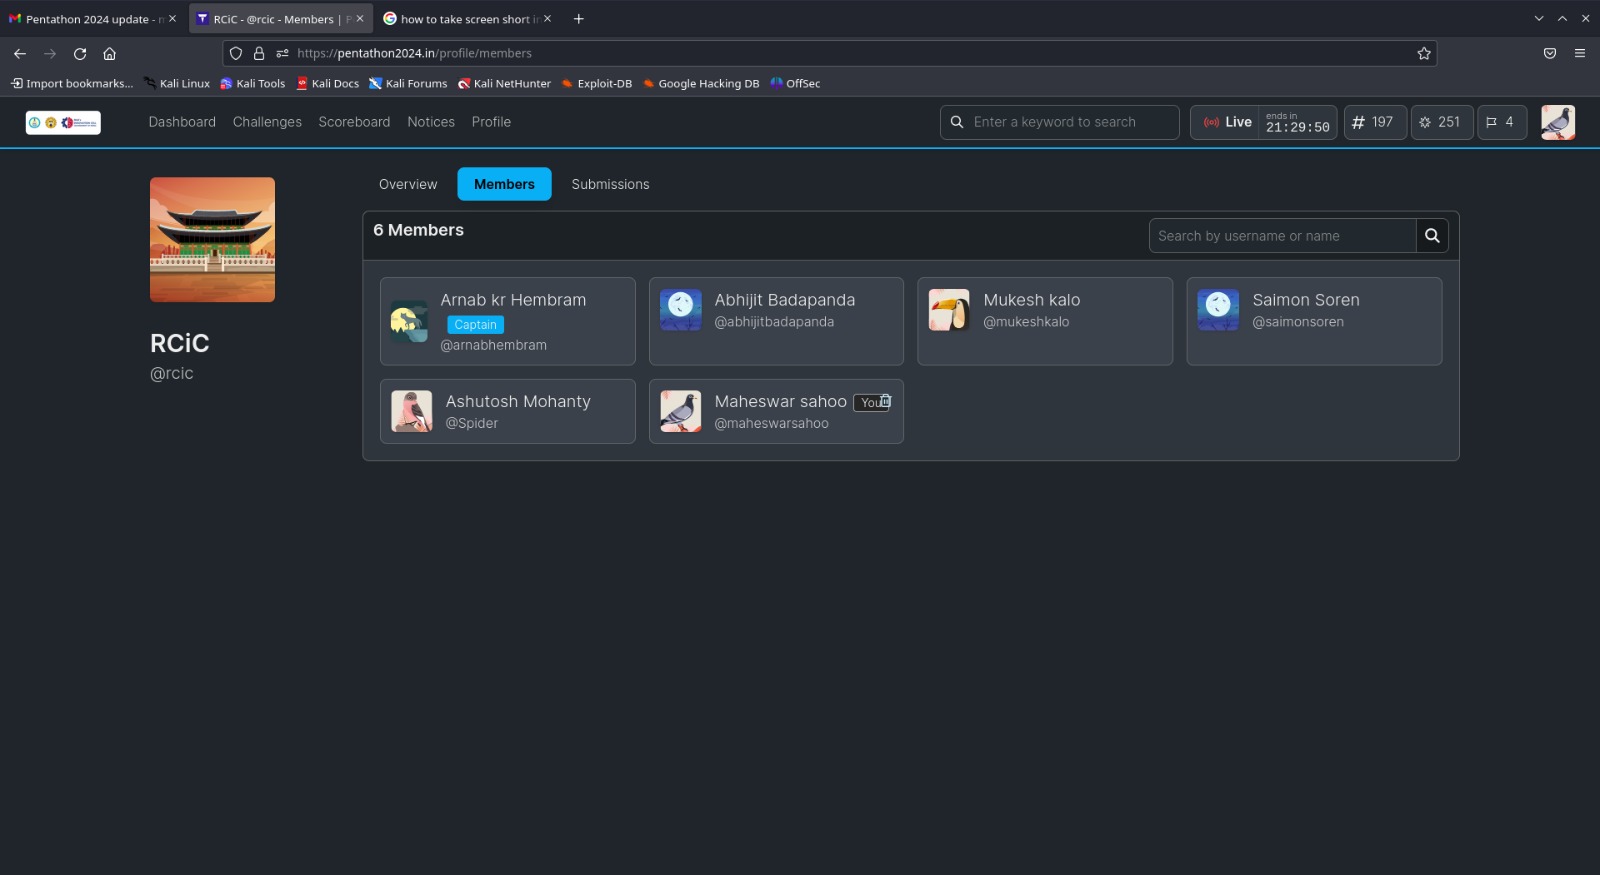 Pentathon 2024 update - m
RCiC - @rcic - Members | P
how to take screen short in
https://pentathon2024.in/profile/members
Import bookmarks...
Kali Linux
Kali Tools
Kali Docs
Kali Forums
Kali NetHunter
Exploit-DB
Google Hacking DB
OffSec
Dashboard
Challenges
Scoreboard
Notices
Profile
Enter a keyword to search
Live
ends in
21:29:50
# 197
251
4
RCiC
@rcic
Overview
Members
Submissions
6 Members
Search by username or name
Arnab kr Hembram
Captain
@arnabhembram
Abhijit Badapanda
@abhijitbadapanda
Mukesh kalo
@mukeshkalo
Saimon Soren
@saimonsoren
Ashutosh Mohanty
@Spider
Maheswar sahoo
You
@maheswarsahoo